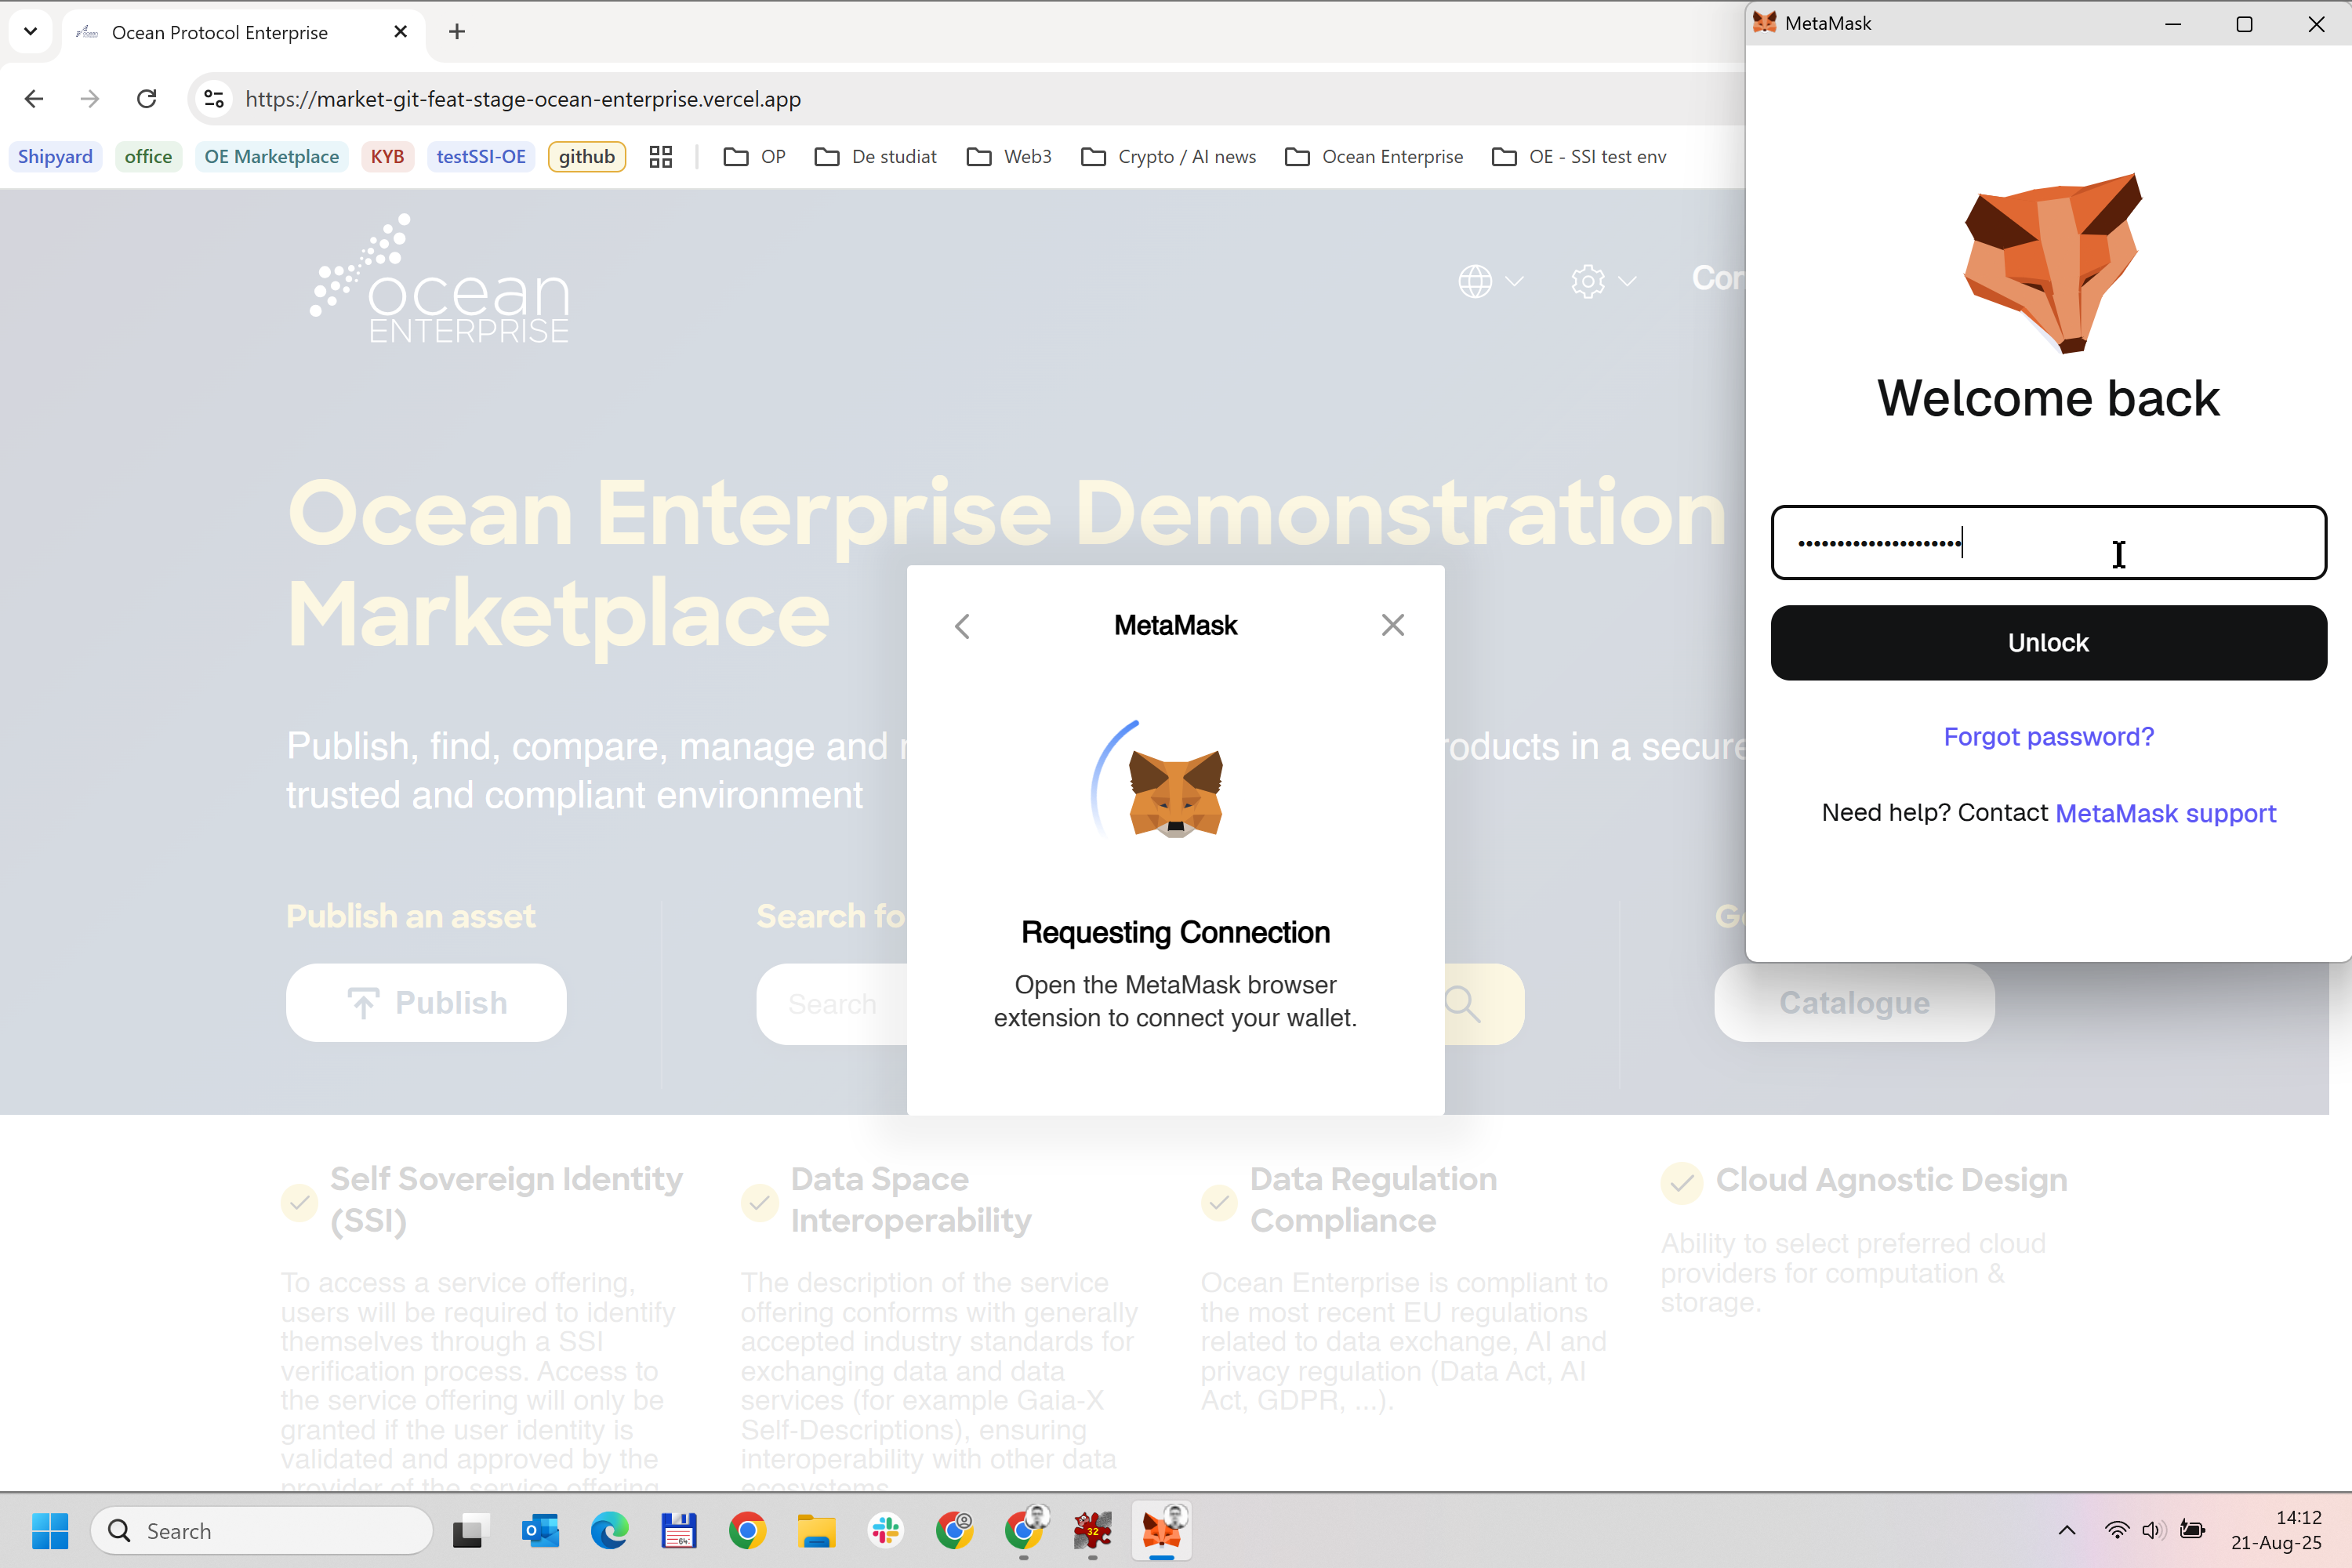 Ocean Protocol Enterprise
MetaMask
https://market-git-feat-stage-ocean-enterprise.vercel.app
Shipyard
office
OE Marketplace
KYB
testSSI-OE
github
OP
De studiat
Web3
Crypto / AI news
Ocean Enterprise
OE - SSI test env
ocean
ENTERPRISE
Con
Welcome back
Unlock
Forgot password?
Need help? Contact MetaMask support
Ocean Enterprise Demonstration
Marketplace
Publish, find, compare, manage and
roducts in a secure
trusted and compliant environment
MetaMask
Requesting Connection
Open the MetaMask browser
extension to connect your wallet.
Publish an asset
Publish
Search fo
Search
Catalogue
Self Sovereign Identity
(SSI)
To access a service offering,
users will be required to identify
themselves through a SSI
verification process. Access to
the service offering will only be
granted if the user identity is
validated and approved by the
provider of the service offering.
Data Space
Interoperability
The description of the service
offering conforms with generally
accepted industry standards for
exchanging data and data
services (for example Gaia-X
Self-Descriptions), ensuring
interoperability with other data
ecosystems.
Data Regulation
Compliance
Ocean Enterprise is compliant to
the most recent EU regulations
related to data exchange, AI and
privacy regulation (Data Act, AI
Act, GDPR, ...).
Cloud Agnostic Design
Ability to select preferred cloud
providers for computation &
storage.
Search
32
14:12
21-Aug-25